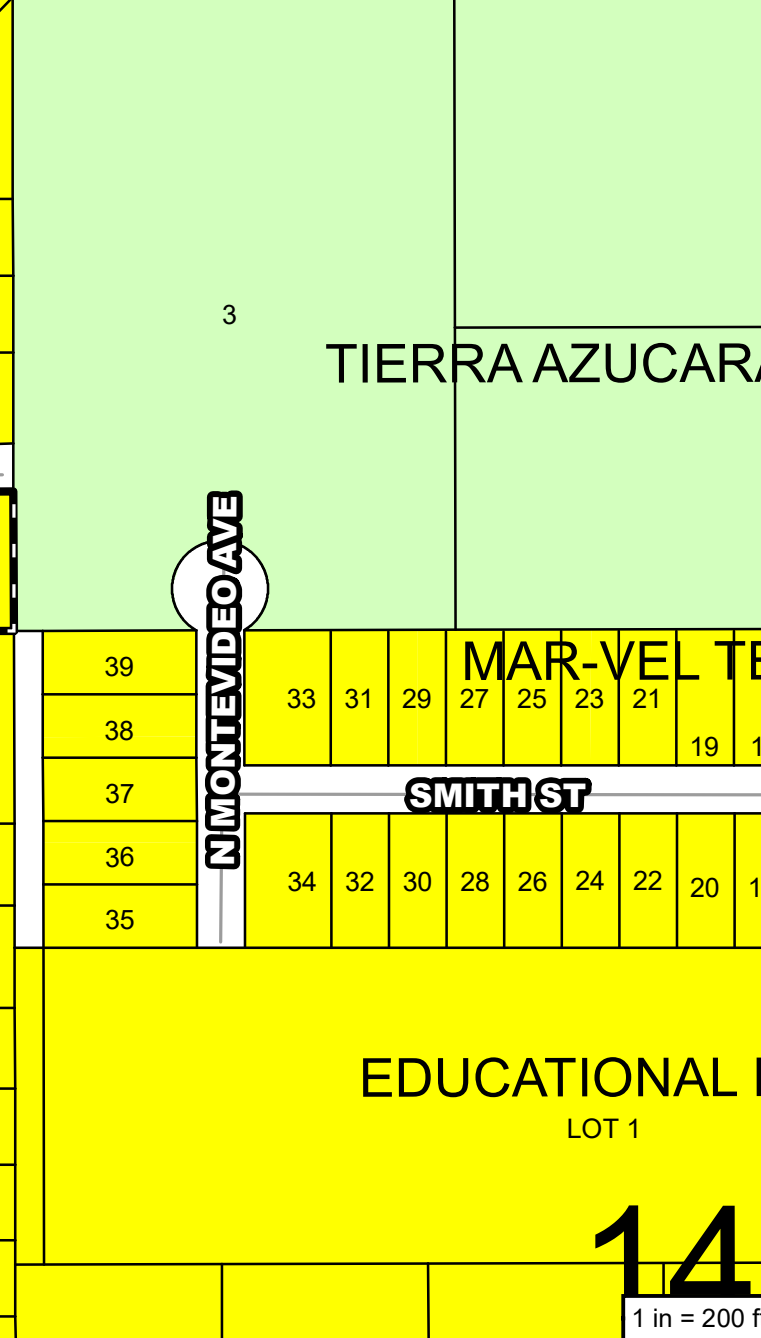 3
TIERRA AZUCARA
N MONTEVIDEO AVE
MAR-VEL TE
39
38
37
36
35
33 31 29 27 25 23 21
19 1
SMITH ST
34 32 30 28 26 24 22 20 1
EDUCATIONAL
LOT 1
14
1 in = 200 f